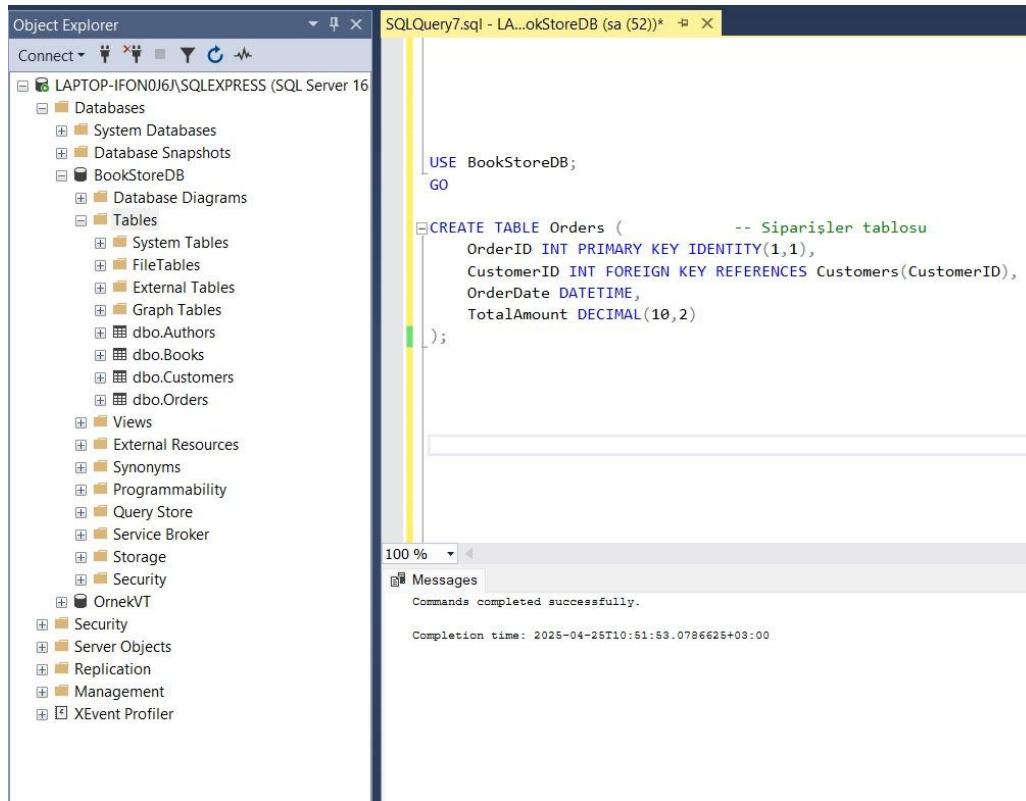 Object Explorer
Connect
LAPTOP-IFON0J6J\SQLEXPRESS (SQL Server 16
Databases
System Databases
Database Snapshots
BookStoreDB
Database Diagrams
Tables
System Tables
FileTables
External Tables
Graph Tables
dbo.Authors
dbo.Books
dbo.Customers
dbo.Orders
Views
External Resources
Synonyms
Programmability
Query Store
Service Broker
Storage
Security
OrnekVT
Security
Server Objects
Replication
Management
XEvent Profiler
SQLQuery7.sql - LA...okStoreDB (sa (52))*
USE BookStoreDB;
GO
CREATE TABLE Orders ( -- Siparişler tablosu
OrderID INT PRIMARY KEY IDENTITY(1,1),
CustomerID INT FOREIGN KEY REFERENCES Customers(CustomerID),
OrderDate DATETIME,
TotalAmount DECIMAL(10,2)
);
100 %
Messages
Commands completed successfully.
Completion time: 2025-04-25T10:51:53.0786625+03:00